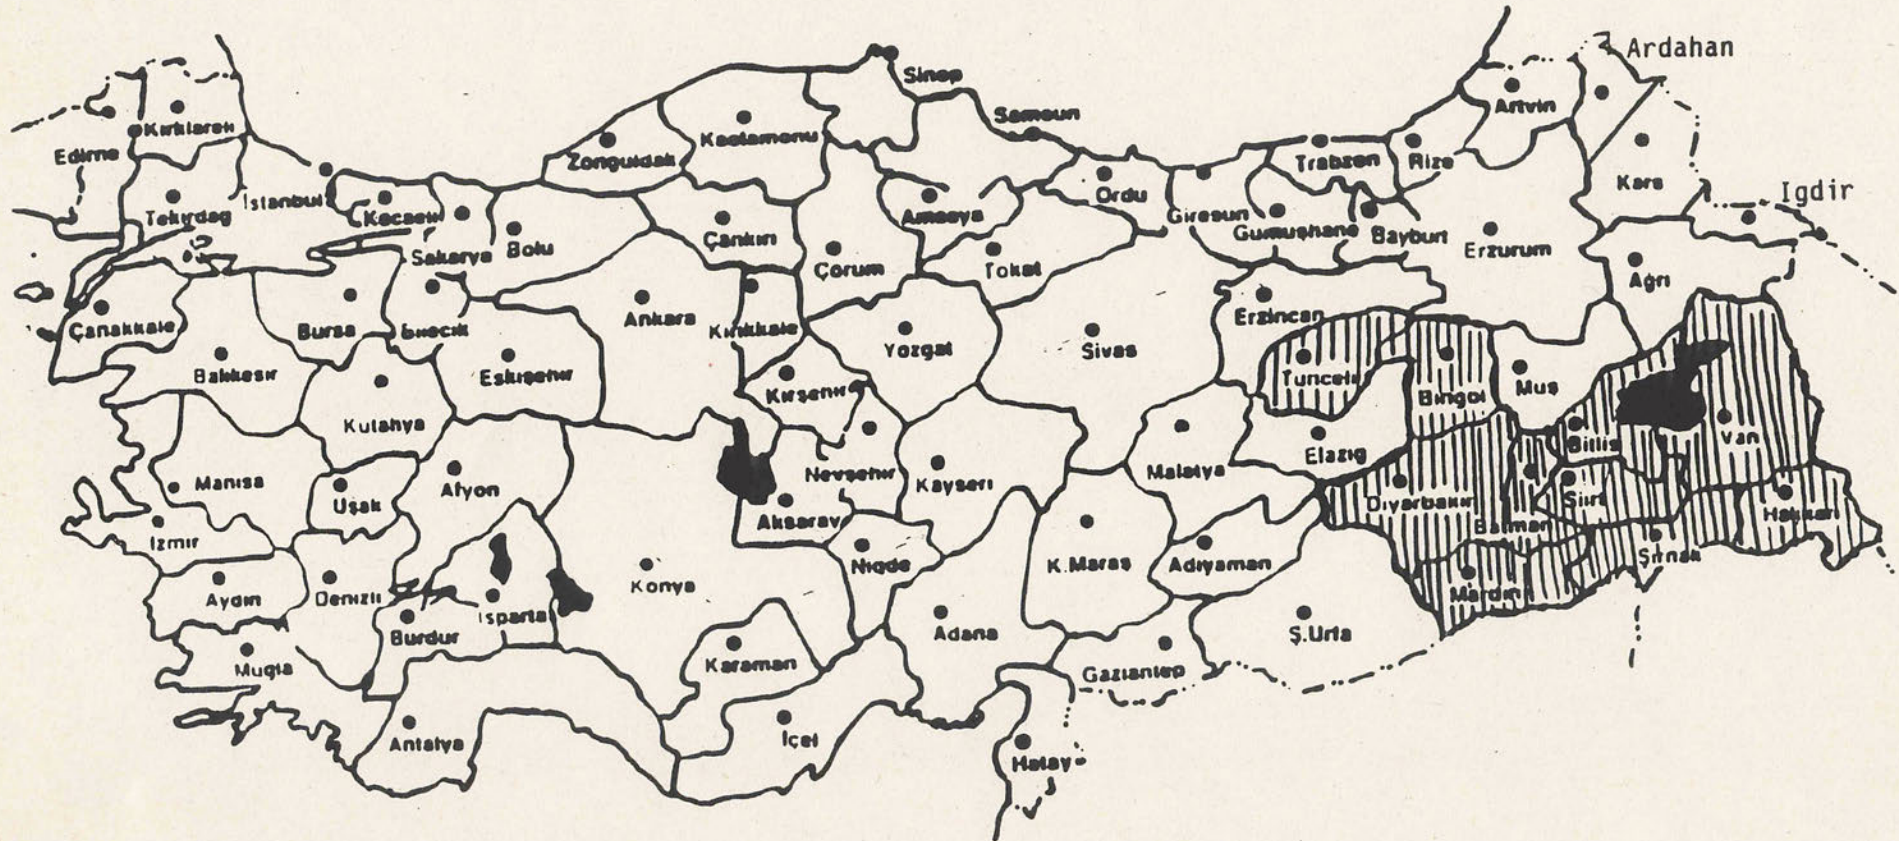 Ardahan
Sinop
Artvin
Samsun
Kırklareli
Kastamonu
Edirne
Zonguldak
Trabzon
Rize
Kars
Igdir
İstanbul
Ordu
Tekirdag
Kocaeli
Amasya
Giresun
Çankırı
Gumuşhane
Bayburt
Sakarya
Bolu
Erzurum
Çorum
Tokat
Ağrı
Çanakkale
Bursa
Bilecik
Ankara
Kırıkkale
Erzincan
Yozgat
Sivas
Balıkesir
Eskişehir
Tunceli
Kırşehir
Bingol
Muş
Kutahya
Bitlis
Van
Elazıg
Nevşehir
Malatya
Manisa
Afyon
Kayseri
Uşak
Diyarbakır
Siirt
Aksaray
Batman
Hakkari
İzmir
Şırnak
Nigde
K.Maraş
Adıyaman
Konya
Aydın
Denizli
Mardin
Isparta
Burdur
Adana
Ş.Urfa
Karaman
Mugla
Gaziantep
Antalya
İçel
Hatay